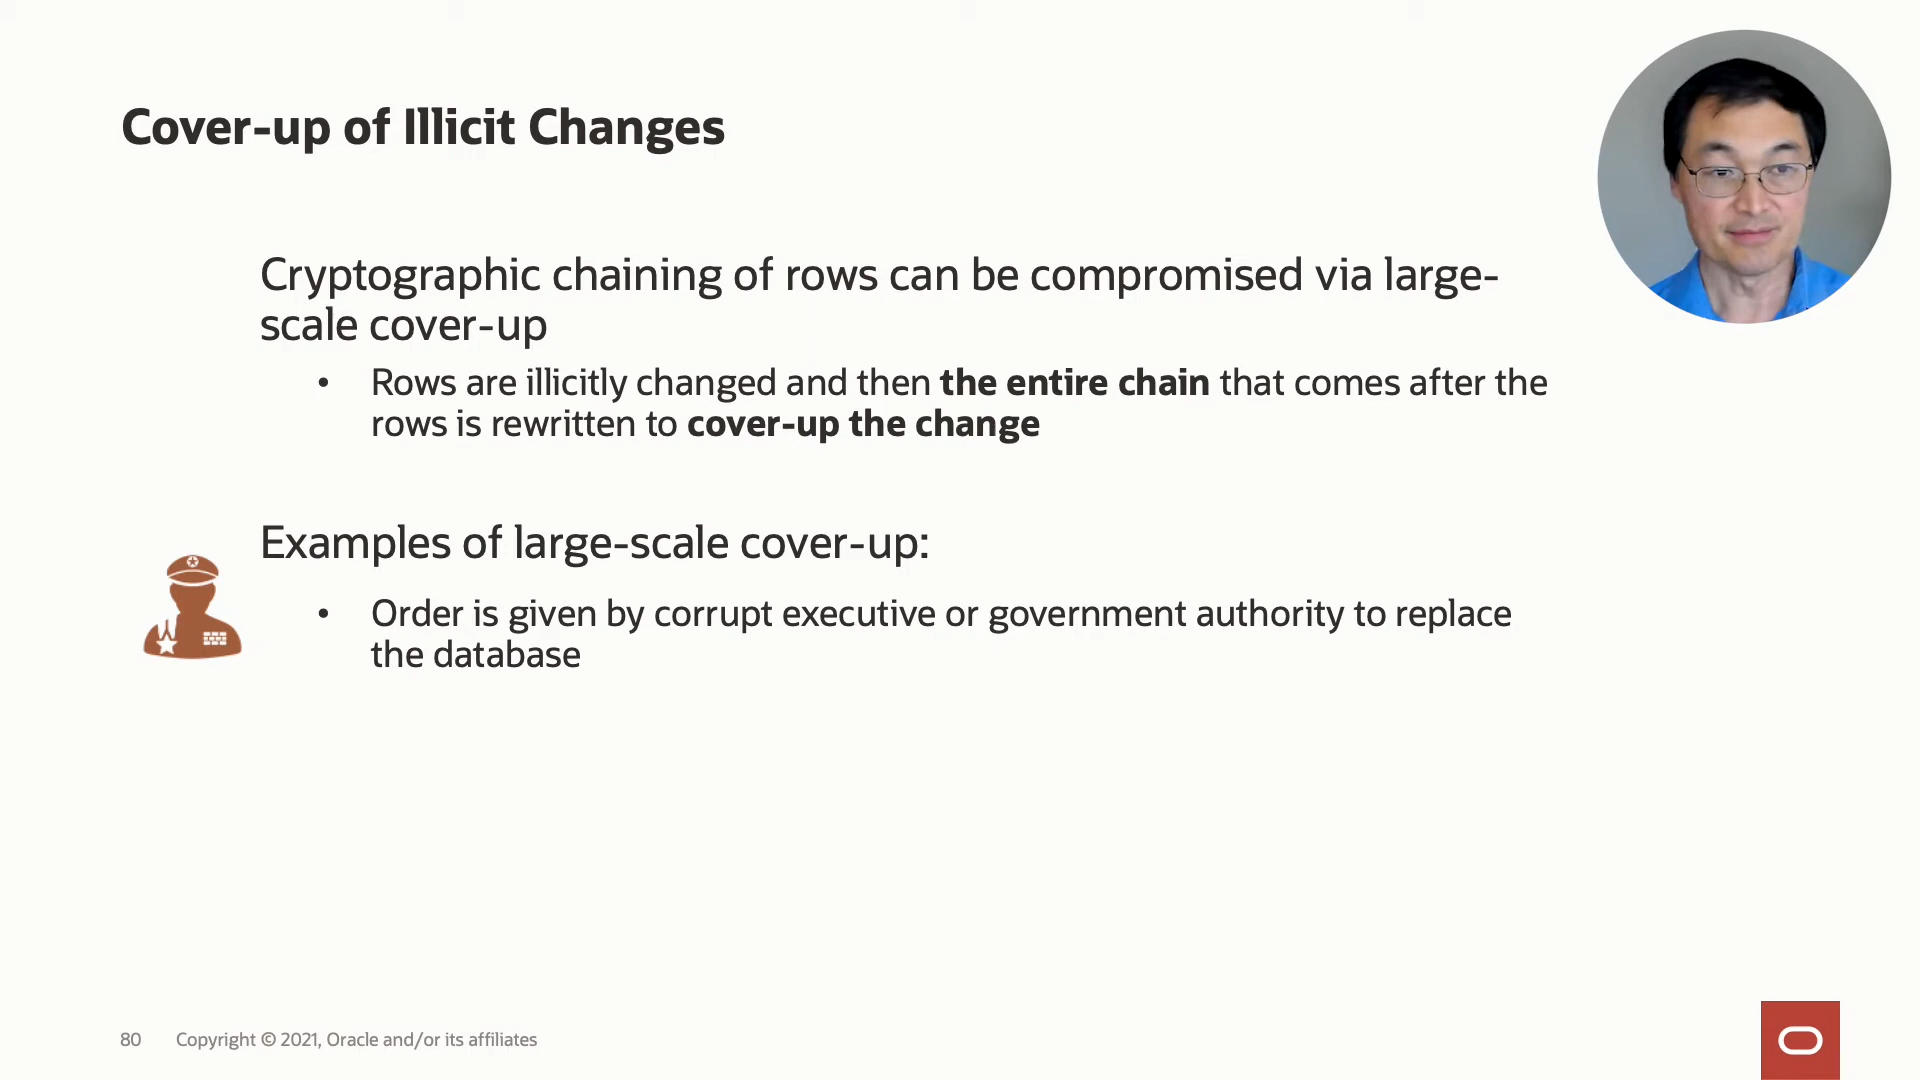 Cover-up of Illicit Changes
Cryptographic chaining of rows can be compromised via large-
scale cover-up
• Rows are illicitly changed and then the entire chain that comes after the
rows is rewritten to cover-up the change
Examples of large-scale cover-up:
• Order is given by corrupt executive or government authority to replace
the database
80 Copyright © 2021, Oracle and/or its affiliates